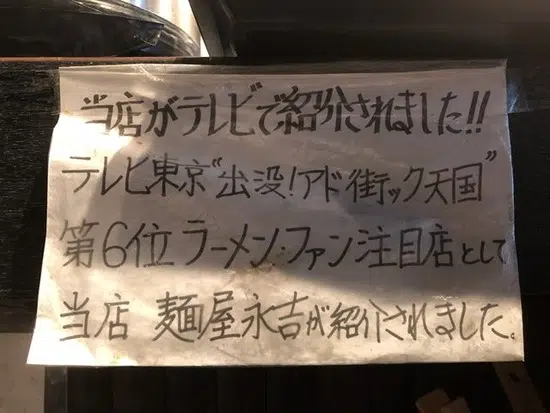 当店がテレビで紹介されました!!
テレビ東京"出没!アド街ック天国"
第6位 ラーメン・ファン注目店として
当店 麺屋永吉が紹介されました。